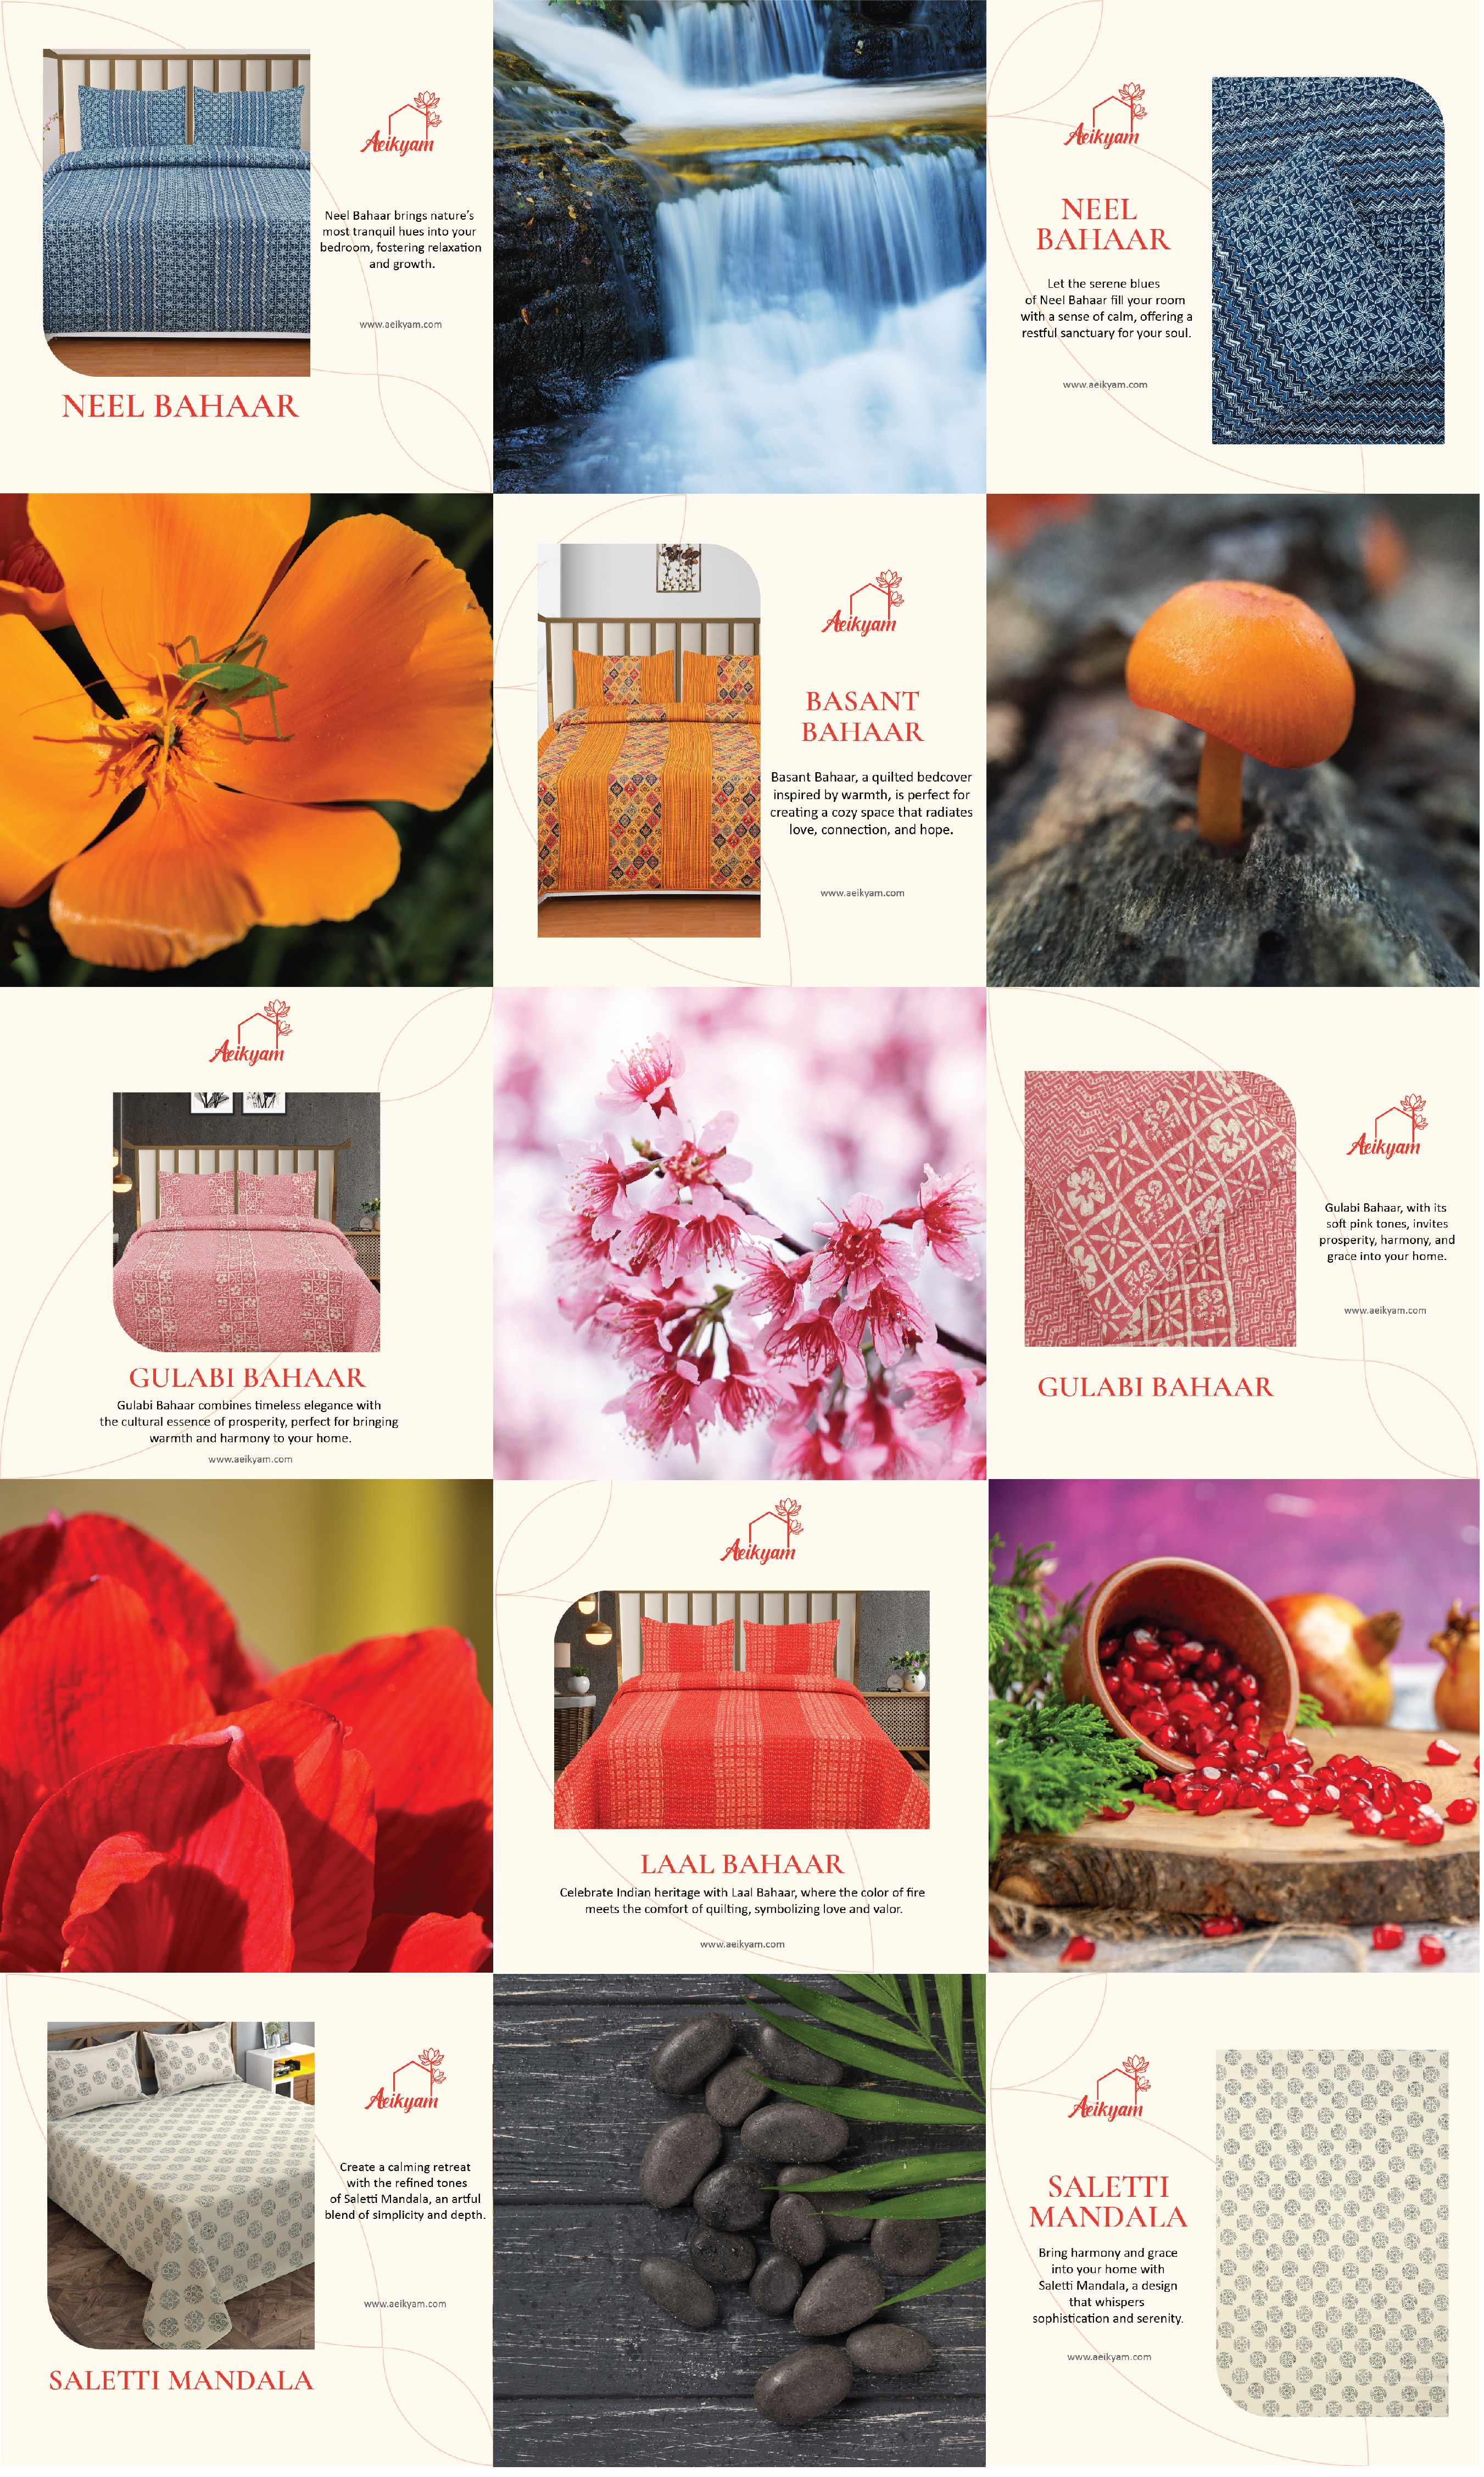 Aeikyam
Neel Bahaar brings nature's
most tranquil hues into your
bedroom, fostering relaxation
and growth.
www.aeikyam.com
NEEL BAHAAR
Aeikyam
NEEL
BAHAAR
Let the serene blues
of Neel Bahaar fill your room
with a sense of calm, offering a
restful sanctuary for your soul.
www.aeikyam.com
Aeikyam
BASANT
BAHAAR
Basant Bahaar, a quilted bedcover
inspired by warmth, is perfect for
creating a cozy space that radiates
love, connection, and hope.
www.aeikyam.com
Aeikyam
GULABI BAHAAR
Gulabi Bahaar combines timeless elegance with
the cultural essence of prosperity, perfect for bringing
warmth and harmony to your home.
www.aeikyam.com
Aeikyam
Gulabi Bahaar, with its
soft pink tones, invites
prosperity, harmony, and
grace into your home.
www.aeikyam.com
GULABI BAHAAR
Aeikyam
LAAL BAHAAR
Celebrate Indian heritage with Laal Bahaar, where the color of fire
meets the comfort of quilting, symbolizing love and valor.
www.aeikyam.com
Aeikyam
Create a calming retreat
with the refined tones
of Saletti Mandala, an artful
blend of simplicity and depth.
www.aeikyam.com
SALETTI MANDALA
Aeikyam
SALETTI
MANDALA
Bring harmony and grace
into your home with
Saletti Mandala, a design
that whispers
sophistication and serenity.
www.aeikyam.com